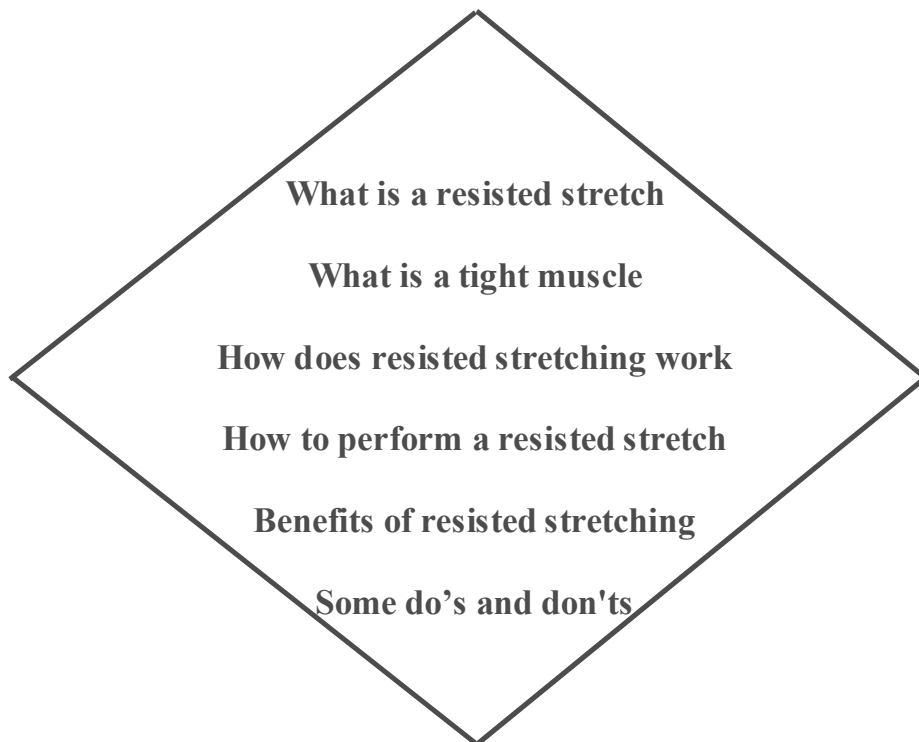 What is a resisted stretch
What is a tight muscle
How does resisted stretching work
How to perform a resisted stretch
Benefits of resisted stretching
Some do’s and don'ts